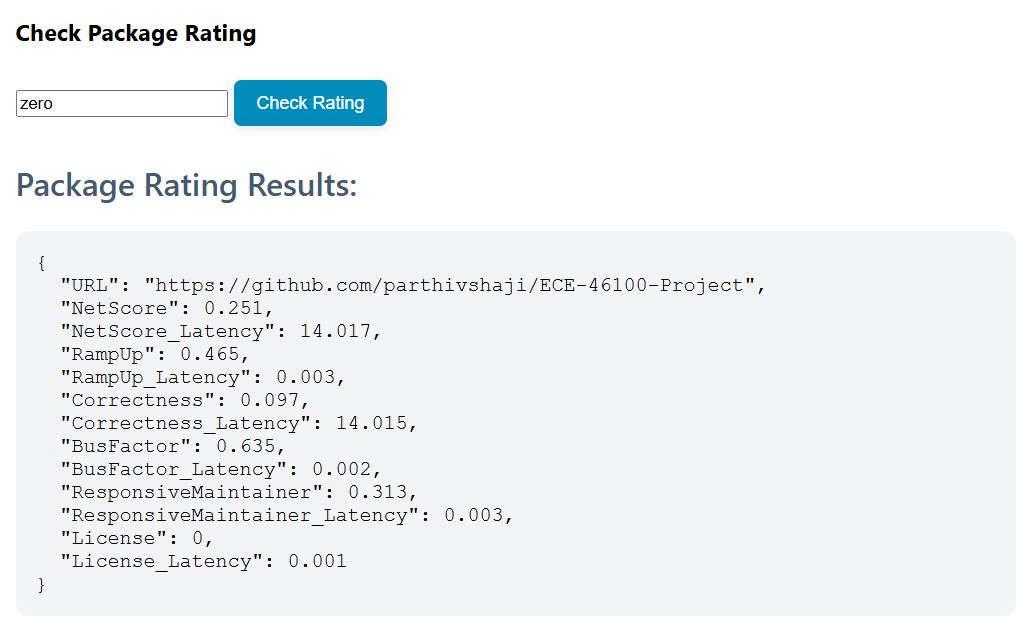 Check Package Rating
zero
Check Rating
Package Rating Results:
{
  "URL": "https://github.com/parthivshaji/ECE-46100-Project",
  "NetScore": 0.251,
  "NetScore_Latency": 14.017,
  "RampUp": 0.465,
  "RampUp_Latency": 0.003,
  "Correctness": 0.097,
  "Correctness_Latency": 14.015,
  "BusFactor": 0.635,
  "BusFactor_Latency": 0.002,
  "ResponsiveMaintainer": 0.313,
  "ResponsiveMaintainer_Latency": 0.003,
  "License": 0,
  "License_Latency": 0.001
}